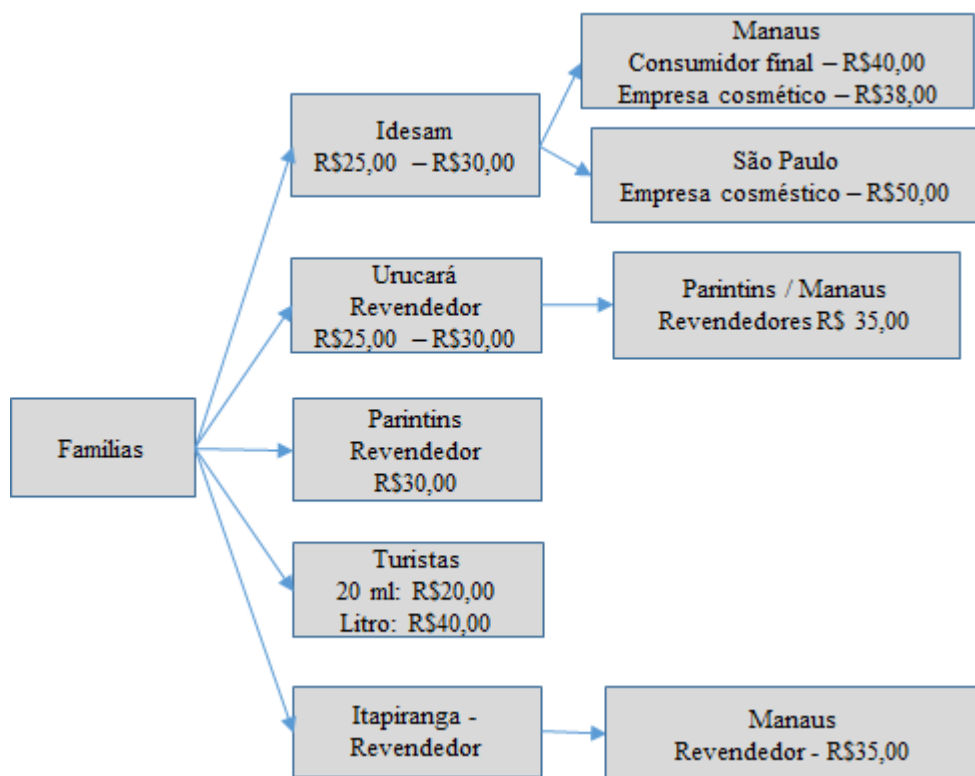 Manaus
Consumidor final – R$40,00
Empresa cosmético – R$38,00
Idesam
R$25,00 – R$30,00
São Paulo
Empresa cosméstico – R$50,00
Urucará
Revendedor
R$25,00 – R$30,00
Parintins / Manaus
Revendedores R$ 35,00
Famílias
Parintins
Revendedor
R$30,00
Turistas
20 ml: R$20,00
Litro: R$40,00
Itapiranga -
Revendedor
Manaus
Revendedor - R$35,00